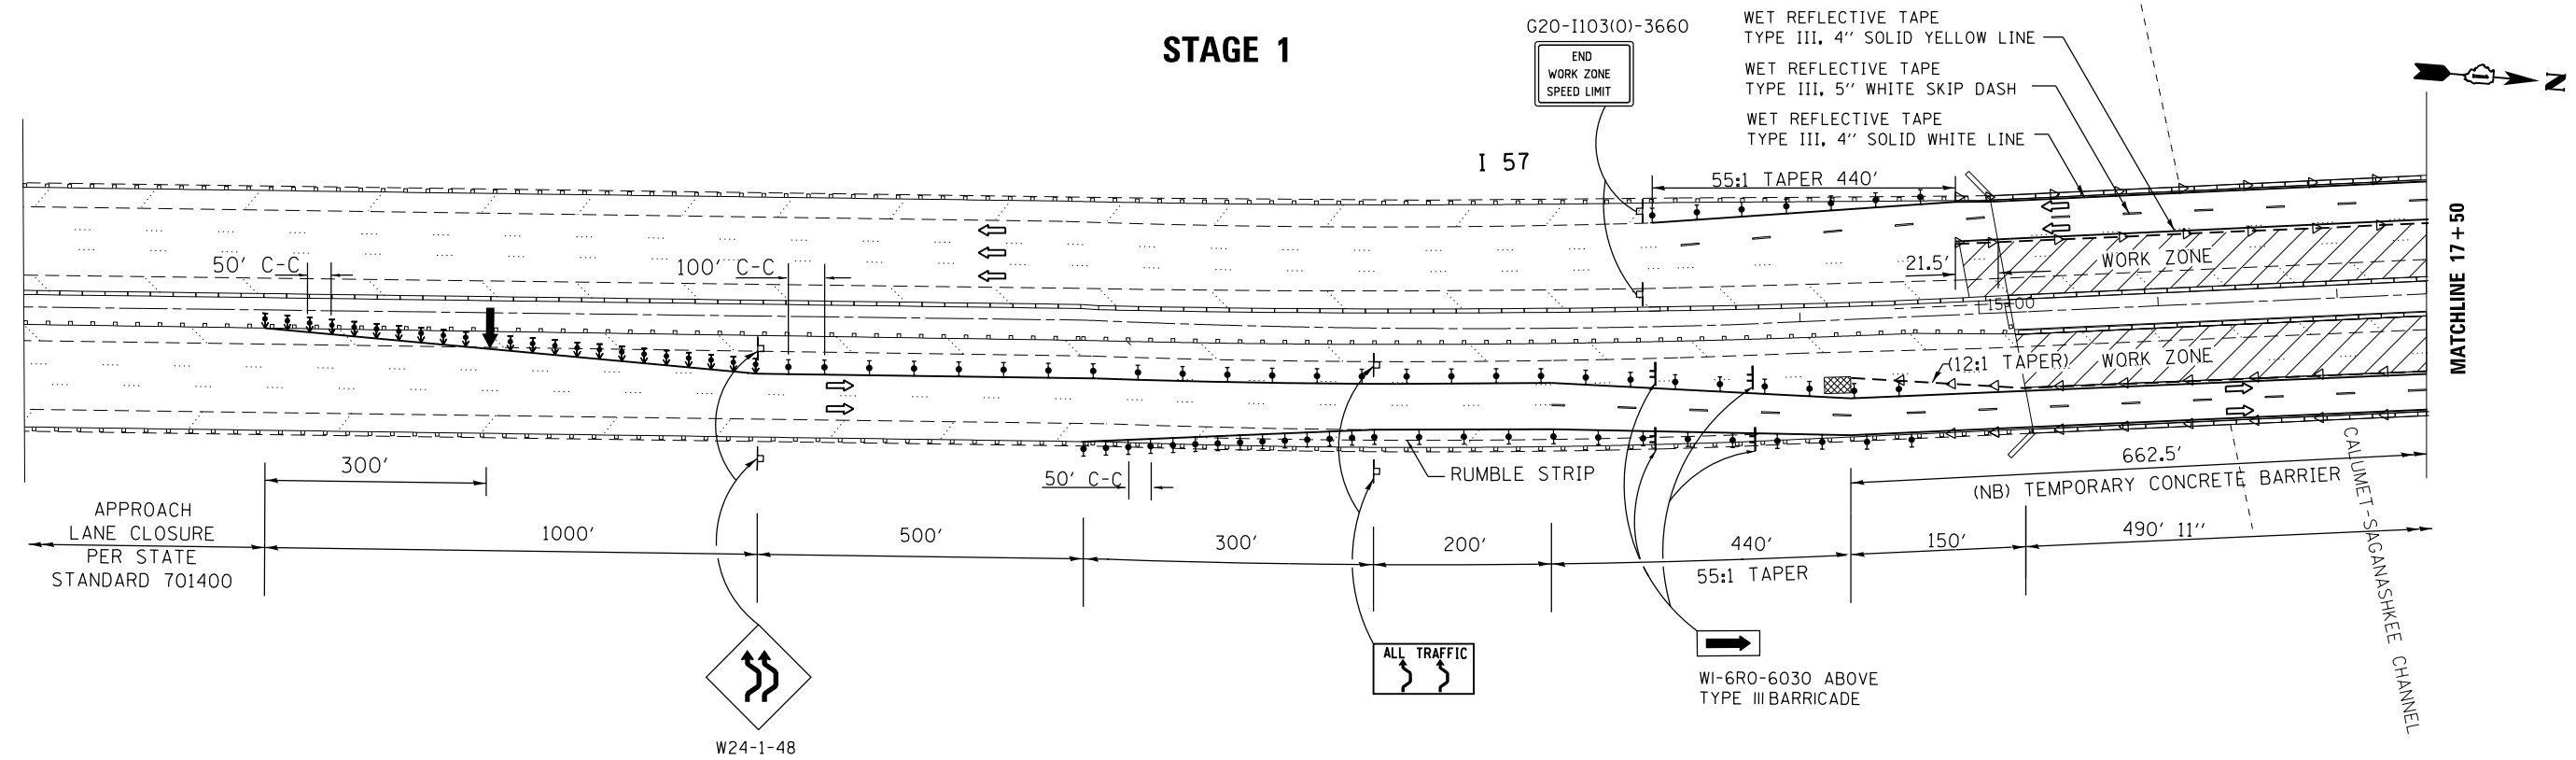 STAGE 1
G20-I103(0)-3660
END
WORK ZONE
SPEED LIMIT
WET REFLECTIVE TAPE
TYPE III, 4'' SOLID YELLOW LINE
WET REFLECTIVE TAPE
TYPE III, 5'' WHITE SKIP DASH
WET REFLECTIVE TAPE
TYPE III, 4'' SOLID WHITE LINE
N
I 57
55:1 TAPER 440'
MATCHLINE 17+50
50' C-C
100' C-C
21.5'
WORK ZONE
15+00
(12:1 TAPER)
WORK ZONE
300'
50' C-C
RUMBLE STRIP
662.5'
(NB) TEMPORARY CONCRETE BARRIER
CALUMET-SAGANASHKEE CHANNEL
APPROACH
LANE CLOSURE
PER STATE
STANDARD 701400
1000'
500'
300'
200'
440'
55:1 TAPER
150'
490' 11''
W24-1-48
ALL TRAFFIC
WI-6RO-6030 ABOVE
TYPE III BARRICADE